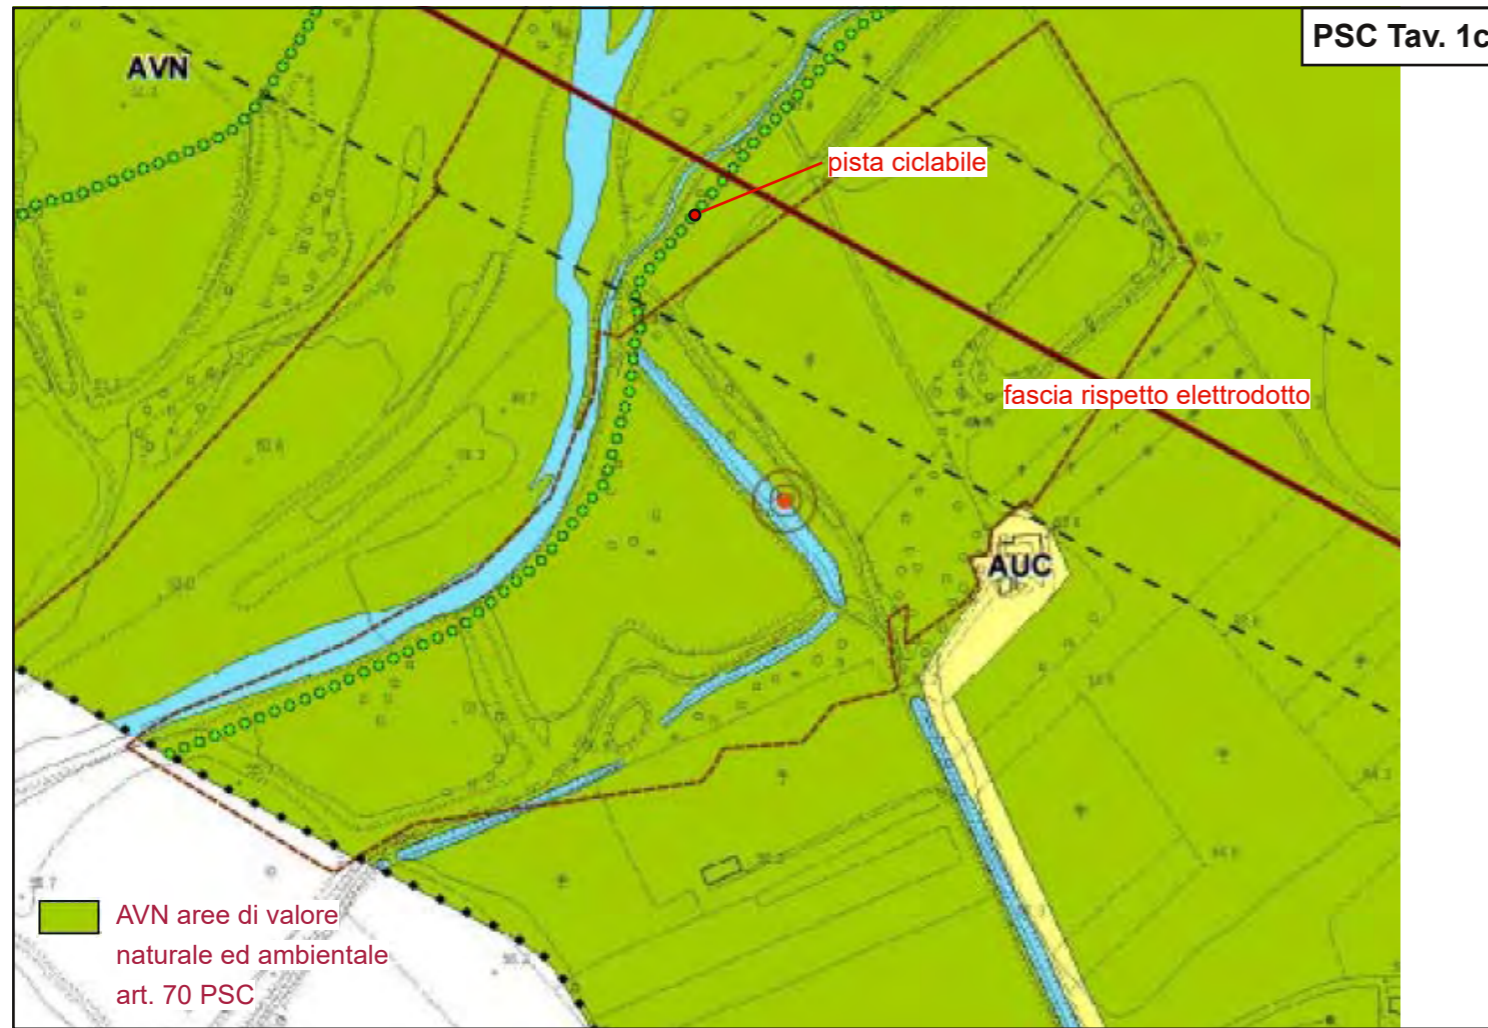 PSC Tav. 1c
AVN
pista ciclabile
fascia rispetto elettrodotto
AUC
AVN aree di valore
naturale ed ambientale
art. 70 PSC